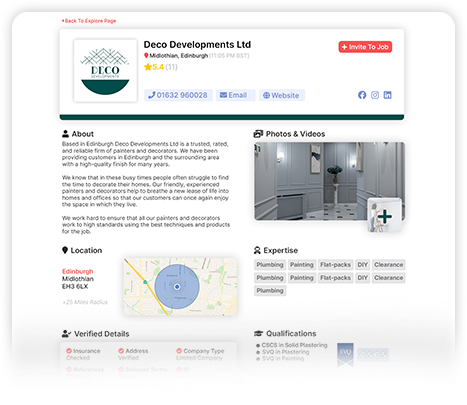 Back To Explore Page
Deco Developments Ltd
Midlothian, Edinburgh (11:05 PM BST)
5.4 (11)
Invite To Job
DECO
DEVELOPMENTS
01632 960028
Email
Website
About
Based in Edinburgh Deco Developments Ltd is a trusted, rated,
and reliable firm of painters and decorators. We have been
providing customers in Edinburgh and the surrounding area
with a high-quality finish for many years.
We know that in these busy times people often struggle to find
the time to decorate their homes. Our friendly, experienced
painters and decorators help to breathe a new lease of life into
homes and offices so that our customers can once again enjoy
the space in which they live.
We work hard to ensure that all our painters and decorators
work to high standards using the best techniques and products
for the job.
Photos & Videos
Location
Edinburgh
Midlothian
EH3 6LX
+25 Miles Radius
Expertise
Plumbing Painting Flat-packs DIY Clearance
Plumbing Painting Flat-packs DIY Clearance
Plumbing
Verified Details
Insurance
Checked
Address
Verified
Company Type
Limited Company
Qualifications
CSCS in Solid Plastering
SVQ in Plastering
SVQ in Painting
SVQ